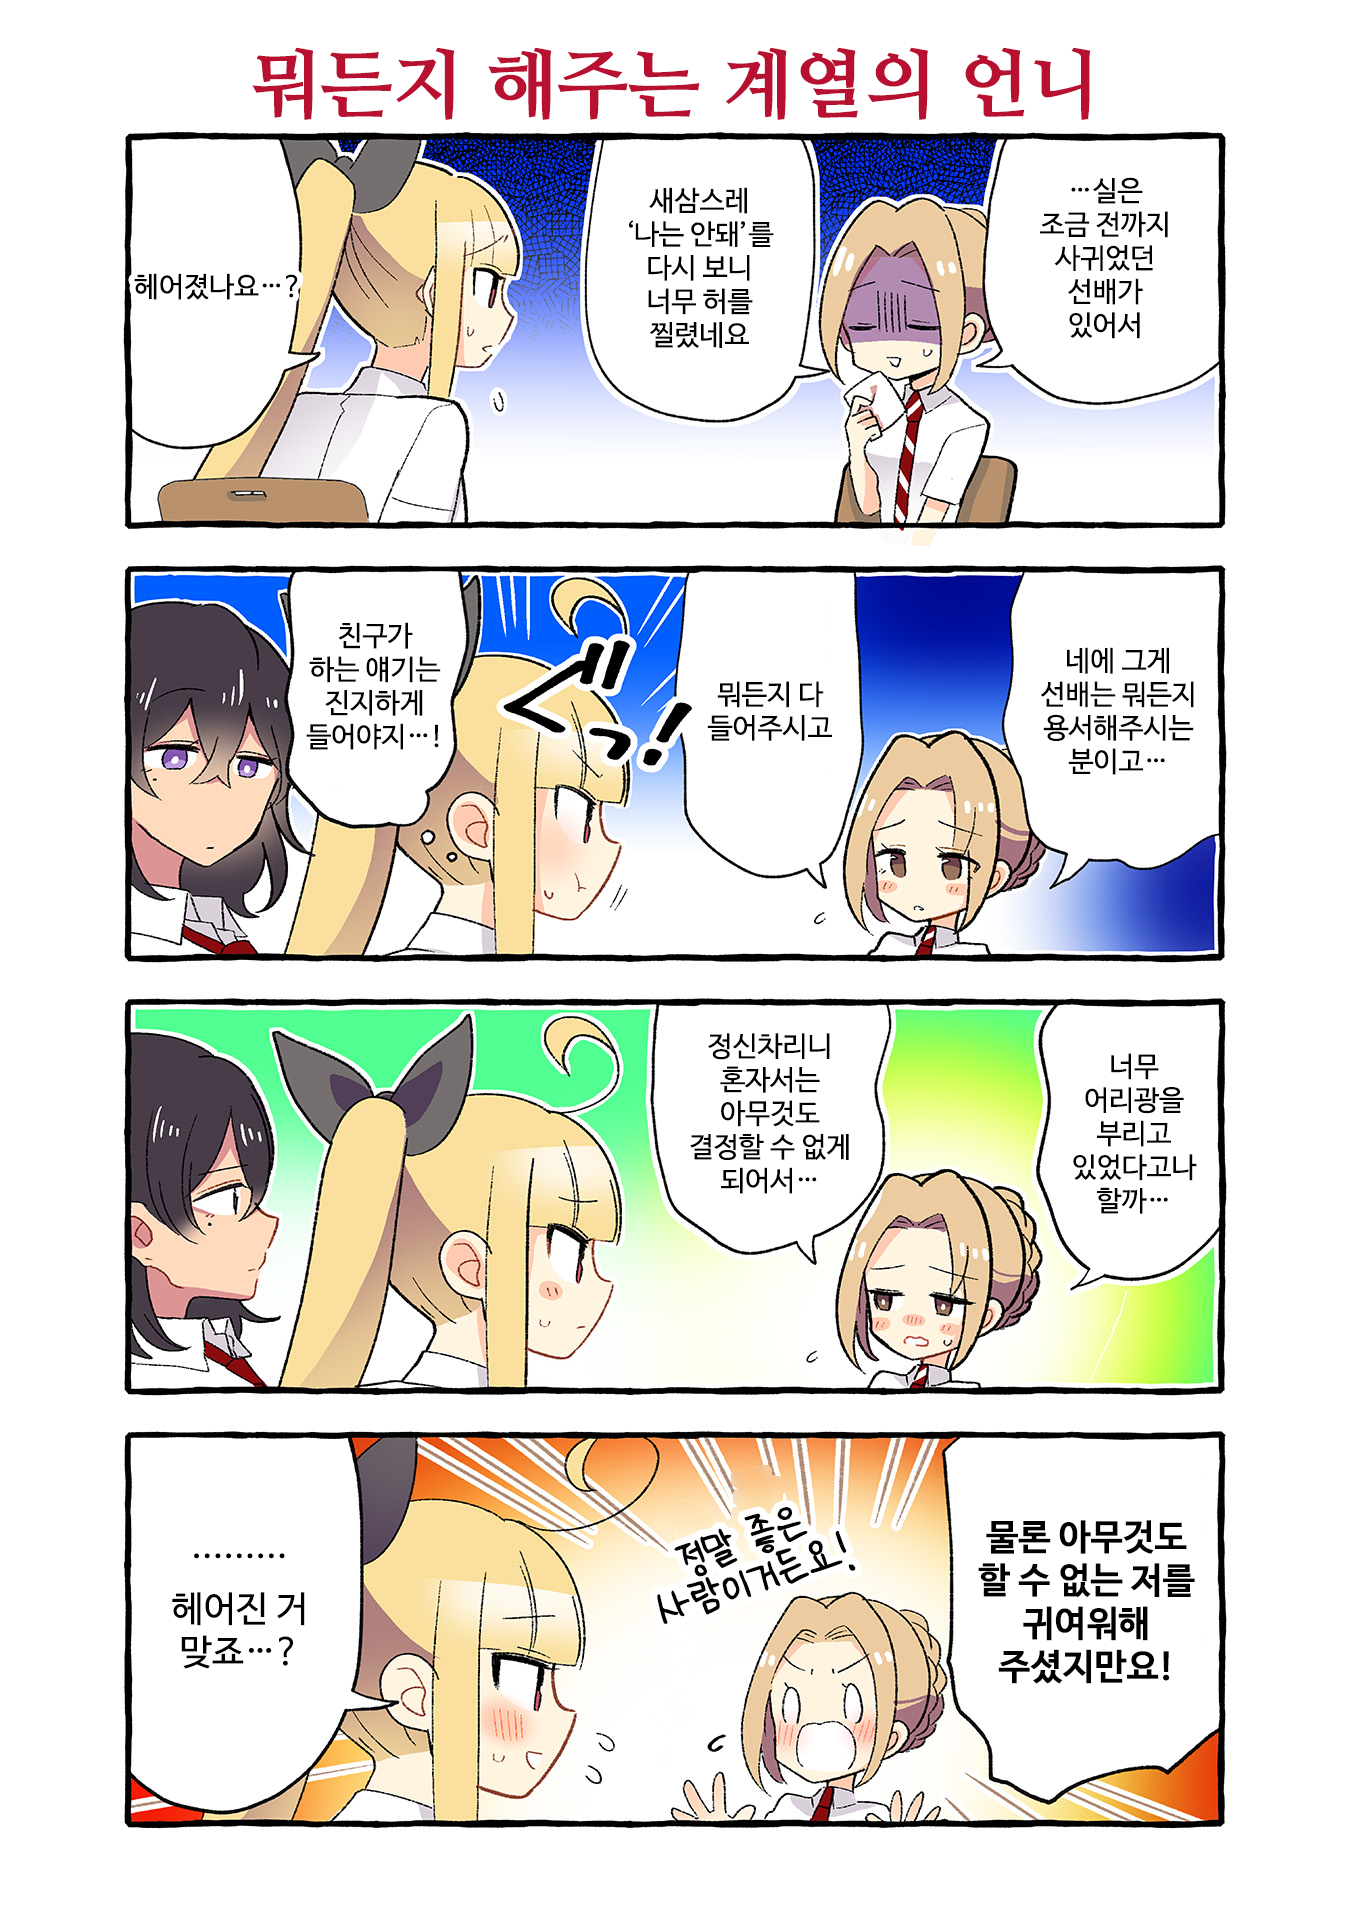 뭐든지 해주는 계열의 언니
…실은
조금 전까지
사귀었던
선배가
있어서
새삼스레
‘나는 안돼’를
다시 보니
너무 허를
찔렸네요
헤어졌나요…?
네에 그게
선배는 뭐든지
용서해주시는
분이고…
뭐든지 다
들어주시고
ぐっ!
친구가
하는 얘기는
진지하게
들어야지…!
너무
어리광을
부리고
있었다고나
할까…
정신차리니
혼자서는
아무것도
결정할 수 없게
되어서…
물론 아무것도
할 수 없는 저를
귀여워해
주셨지만요!
정말 좋은
사람이거든요!
………
헤어진 거
맞죠…?